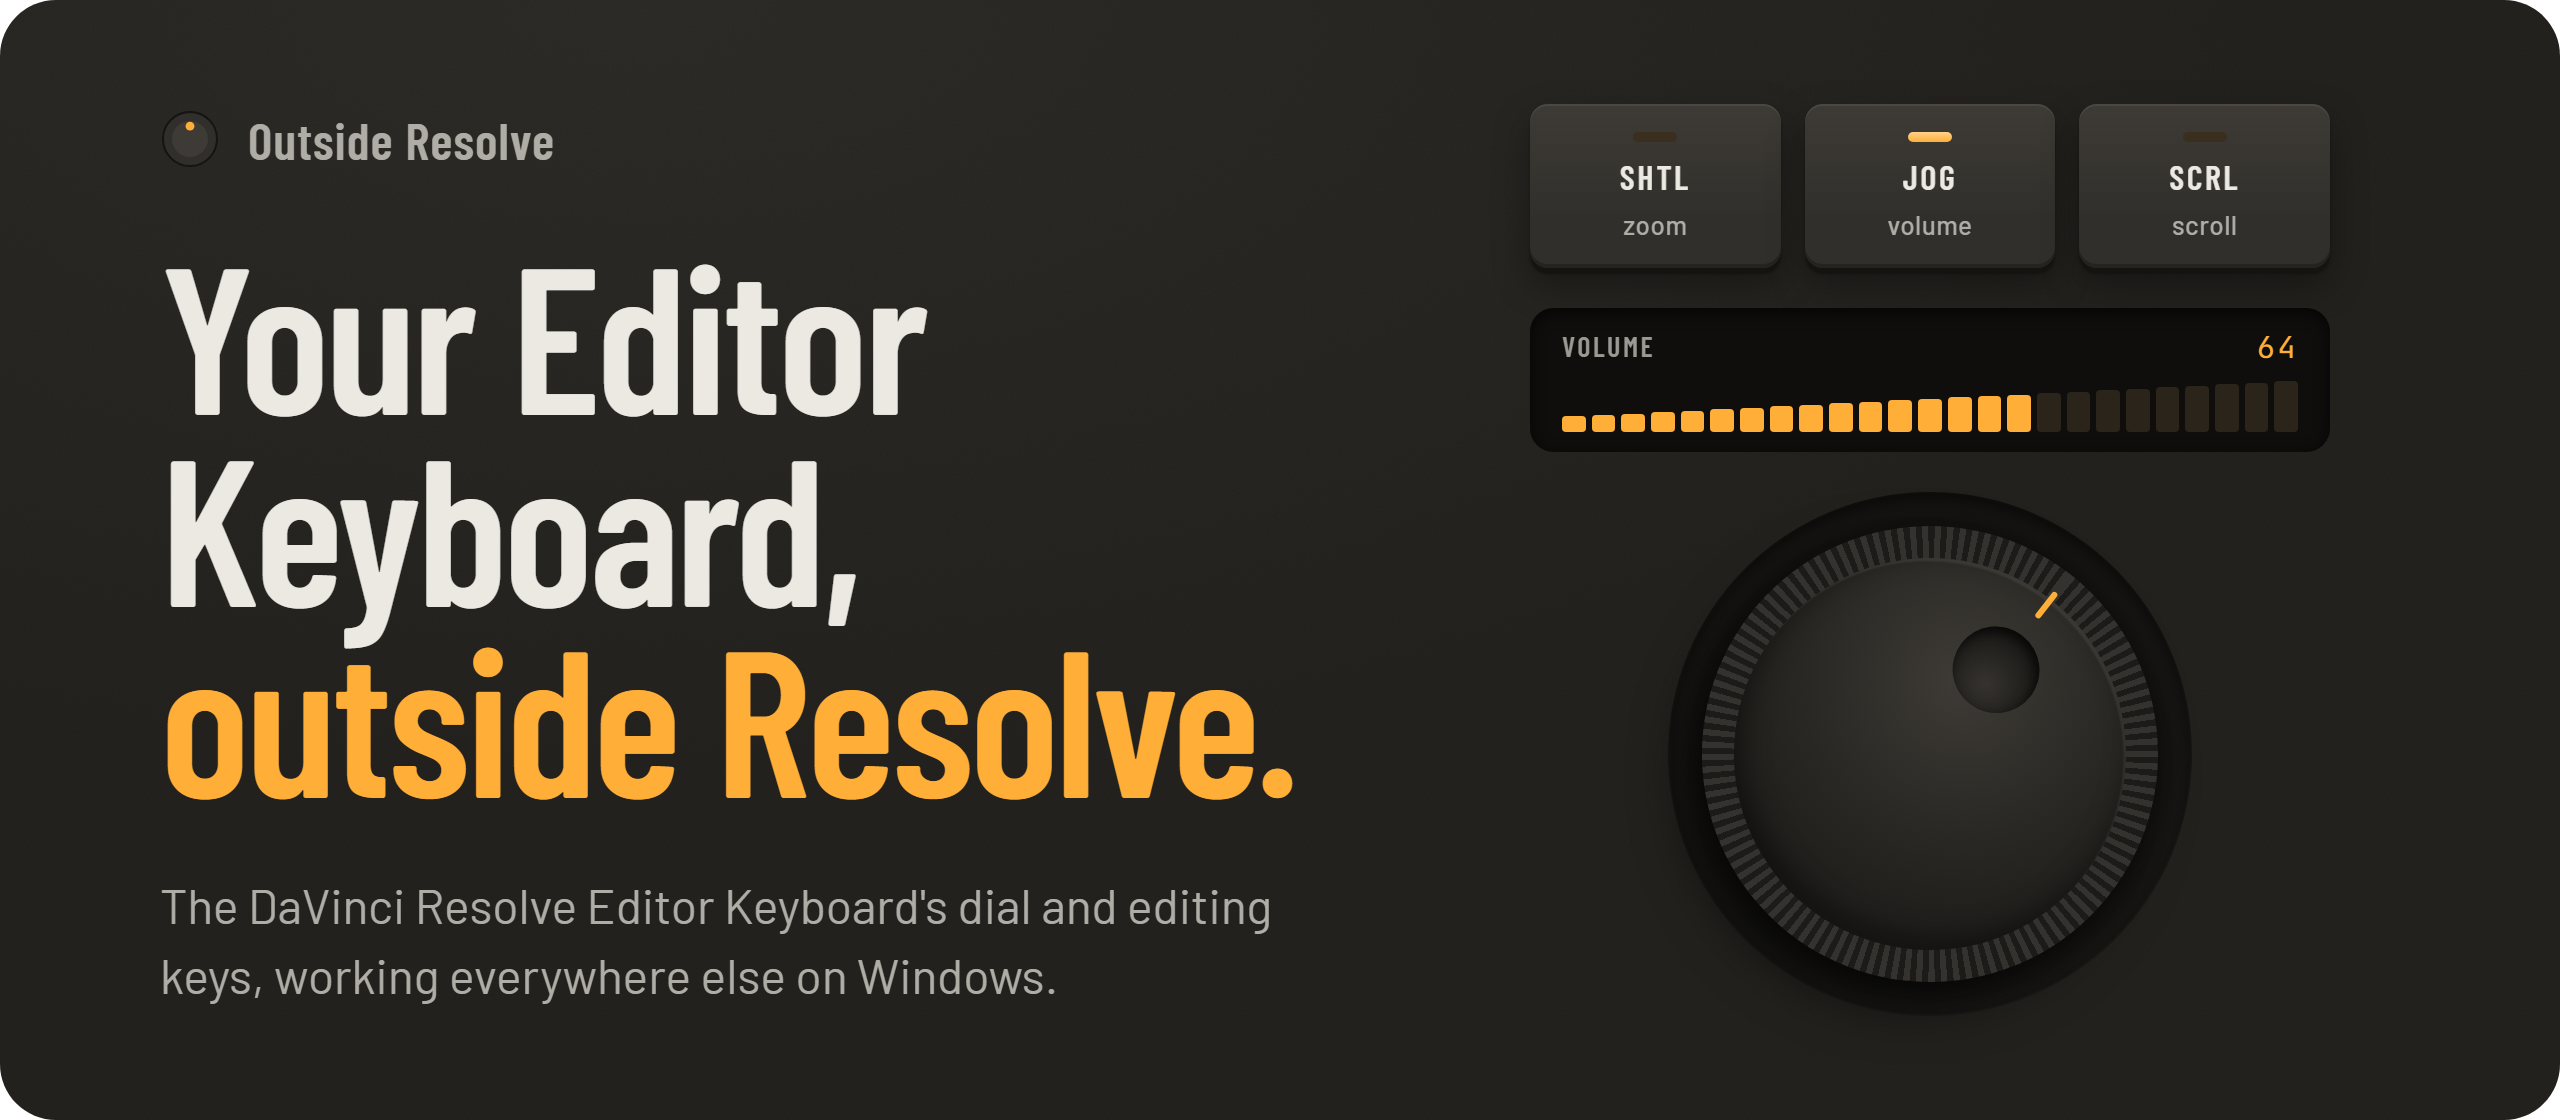 Outside Resolve
Your Editor
Keyboard,
outside Resolve.
The DaVinci Resolve Editor Keyboard's dial and editing
keys, working everywhere else on Windows.
SHTL
zoom
JOG
volume
SCRL
scroll
VOLUME
64